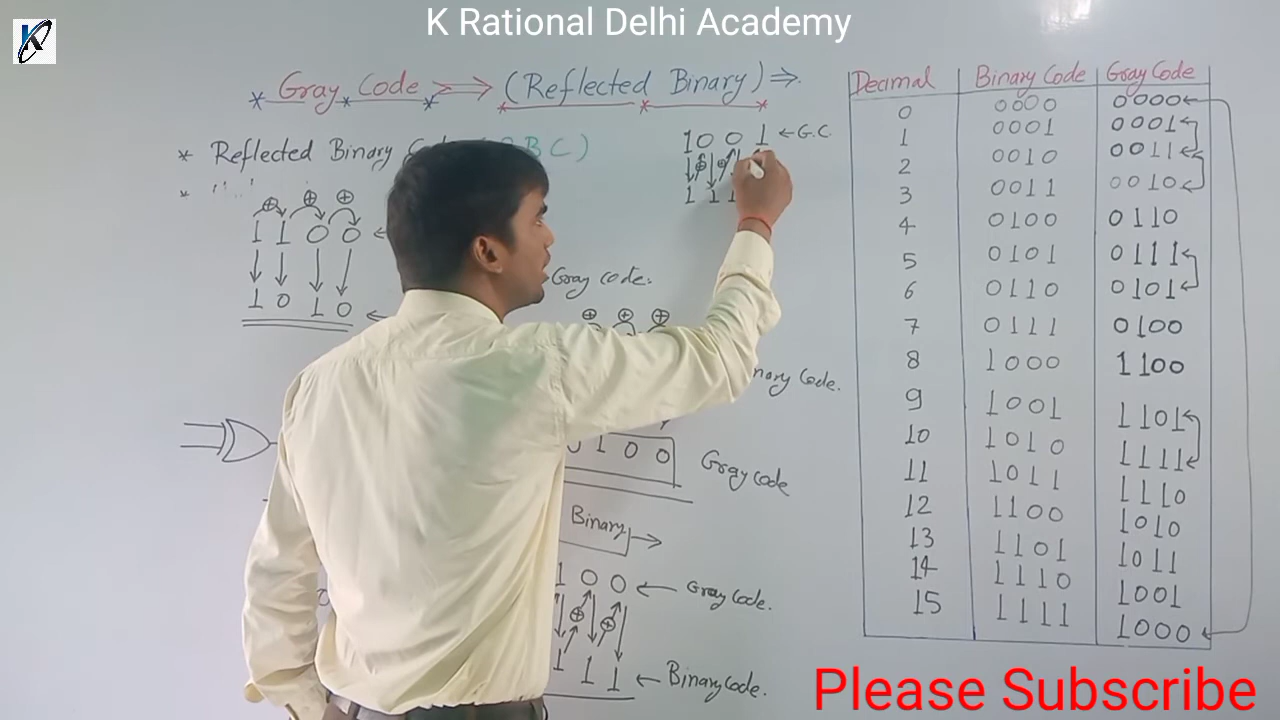 K Rational Delhi Academy
K
* Gray Code * => (Reflected Binary) =>
* Reflected Binary BC)
*
1 1 0 0
1 0 1 0
1 0 0 1 ← G.C.
1 1 1
Gray code.
Code.
1 0 0
Gray code
Binary
1 0 0 ← Gray code.
1 1 1 ← Binary code.
Decimal Binary Code Gray Code
0 0000 0000
1 0001 0001
2 0010 0011
3 0011 0010
4 0100 0110
5 0101 0111
6 0110 0101
7 0111 0100
8 1000 1100
9 1001 1101
10 1010 1111
11 1011 1110
12 1100 1010
13 1101 1011
14 1110 1001
15 1111 1000
Please Subscribe